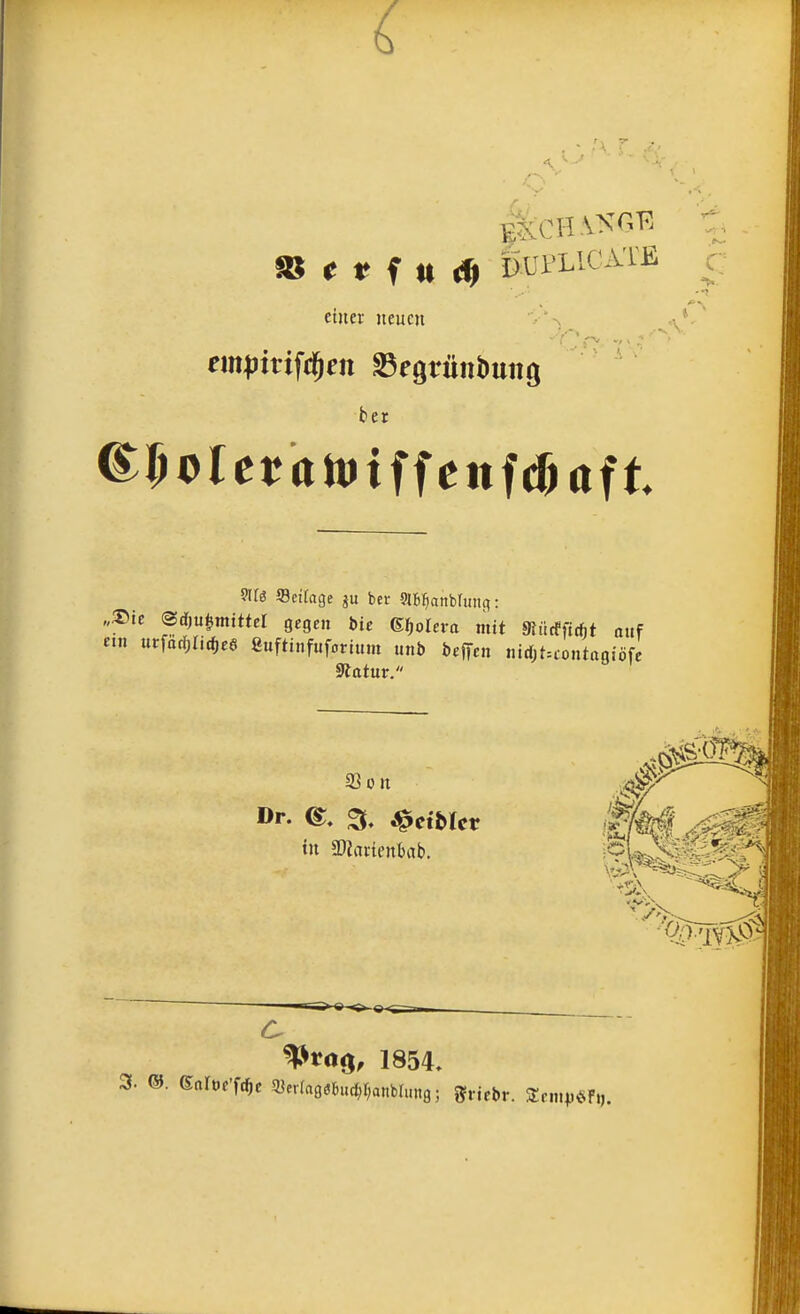 6
EXCHANGE
DUPLICATE
Versuch
einer neuen
empirischen Begründung
der
Cholerawissenschaft.
Als Beilage zu der Abhandlung:
„Die Schutzmittel gegen die Cholera mit Rücksicht auf
ein ursächliches Luftinfusorium und dessen nicht-contagiöse
Natur."
Von
Dr. C. J. Heidler
in Marienbad.
Prag, 1854.
J. G. Calve'sche Verlagsbuchhandlung; Friedr. Tempsky.